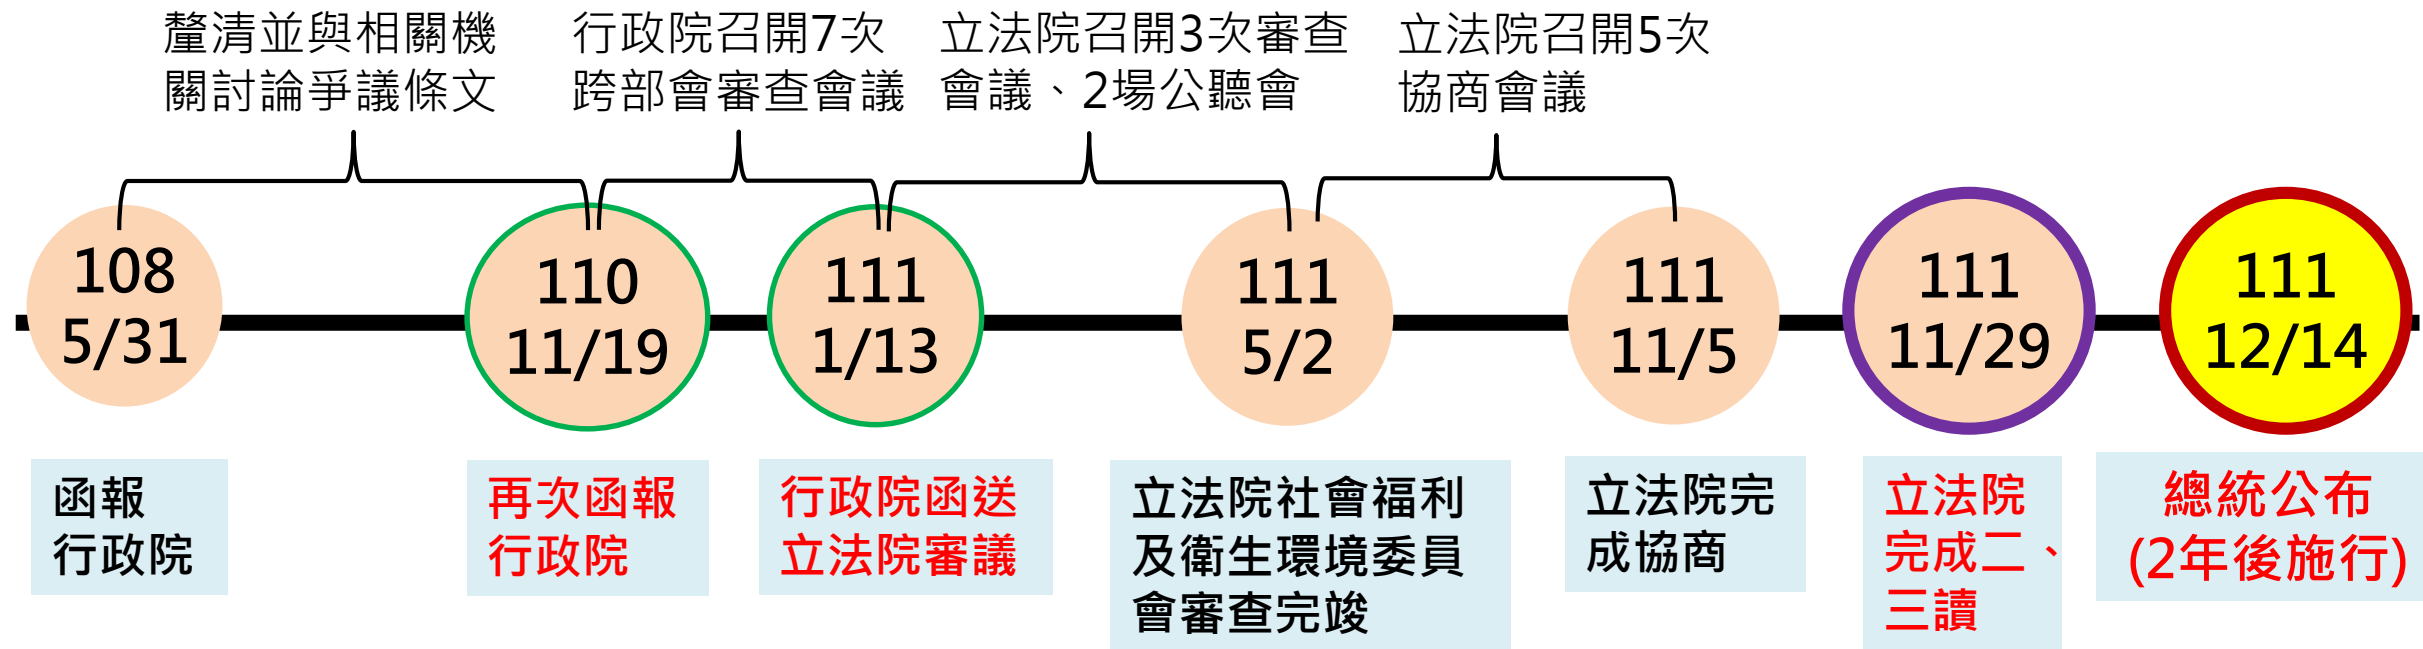 釐清並與相關機
關討論爭議條文
行政院召開7次
跨部會審查會議
立法院召開3次審查
會議、2場公聽會
立法院召開5次
協商會議
108
5/31
110
11/19
111
1/13
111
5/2
111
11/5
111
11/29
111
12/14
函報
行政院
再次函報
行政院
行政院函送
立法院審議
立法院社會福利
及衛生環境委員
會審查完竣
立法院完
成協商
立法院
完成二、
三讀
總統公布
(2年後施行)